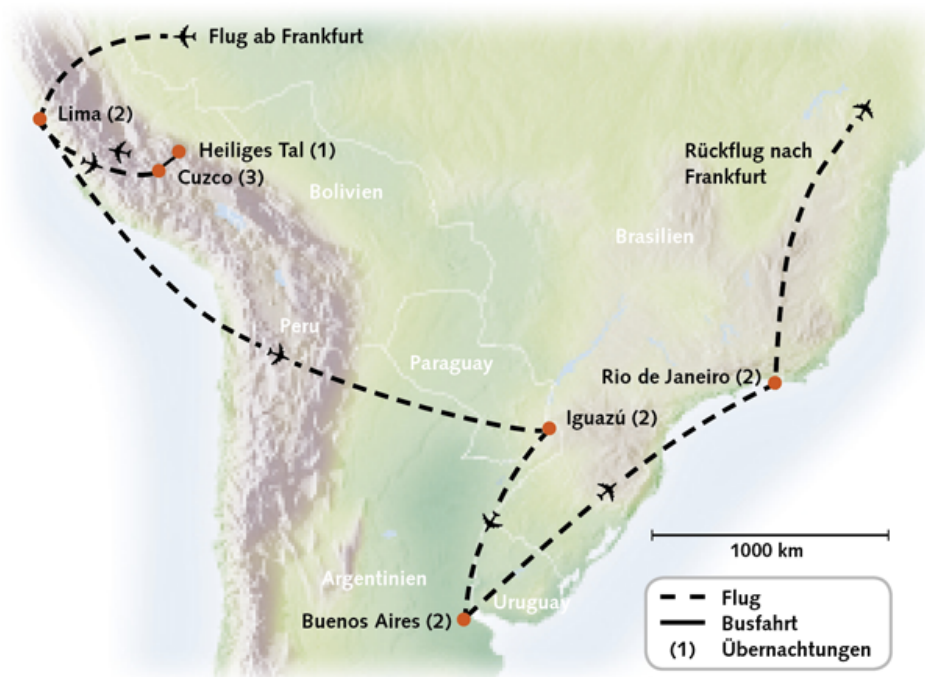 Flug ab Frankfurt
Lima (2)
Heiliges Tal (1)
Cuzco (3)
Bolivien
Rückflug nach
Frankfurt
Brasilien
Peru
Paraguay
Rio de Janeiro (2)
Iguazú (2)
1000 km
Argentinien
Uruguay
Buenos Aires (2)
Flug
Busfahrt
(1) Übernachtungen